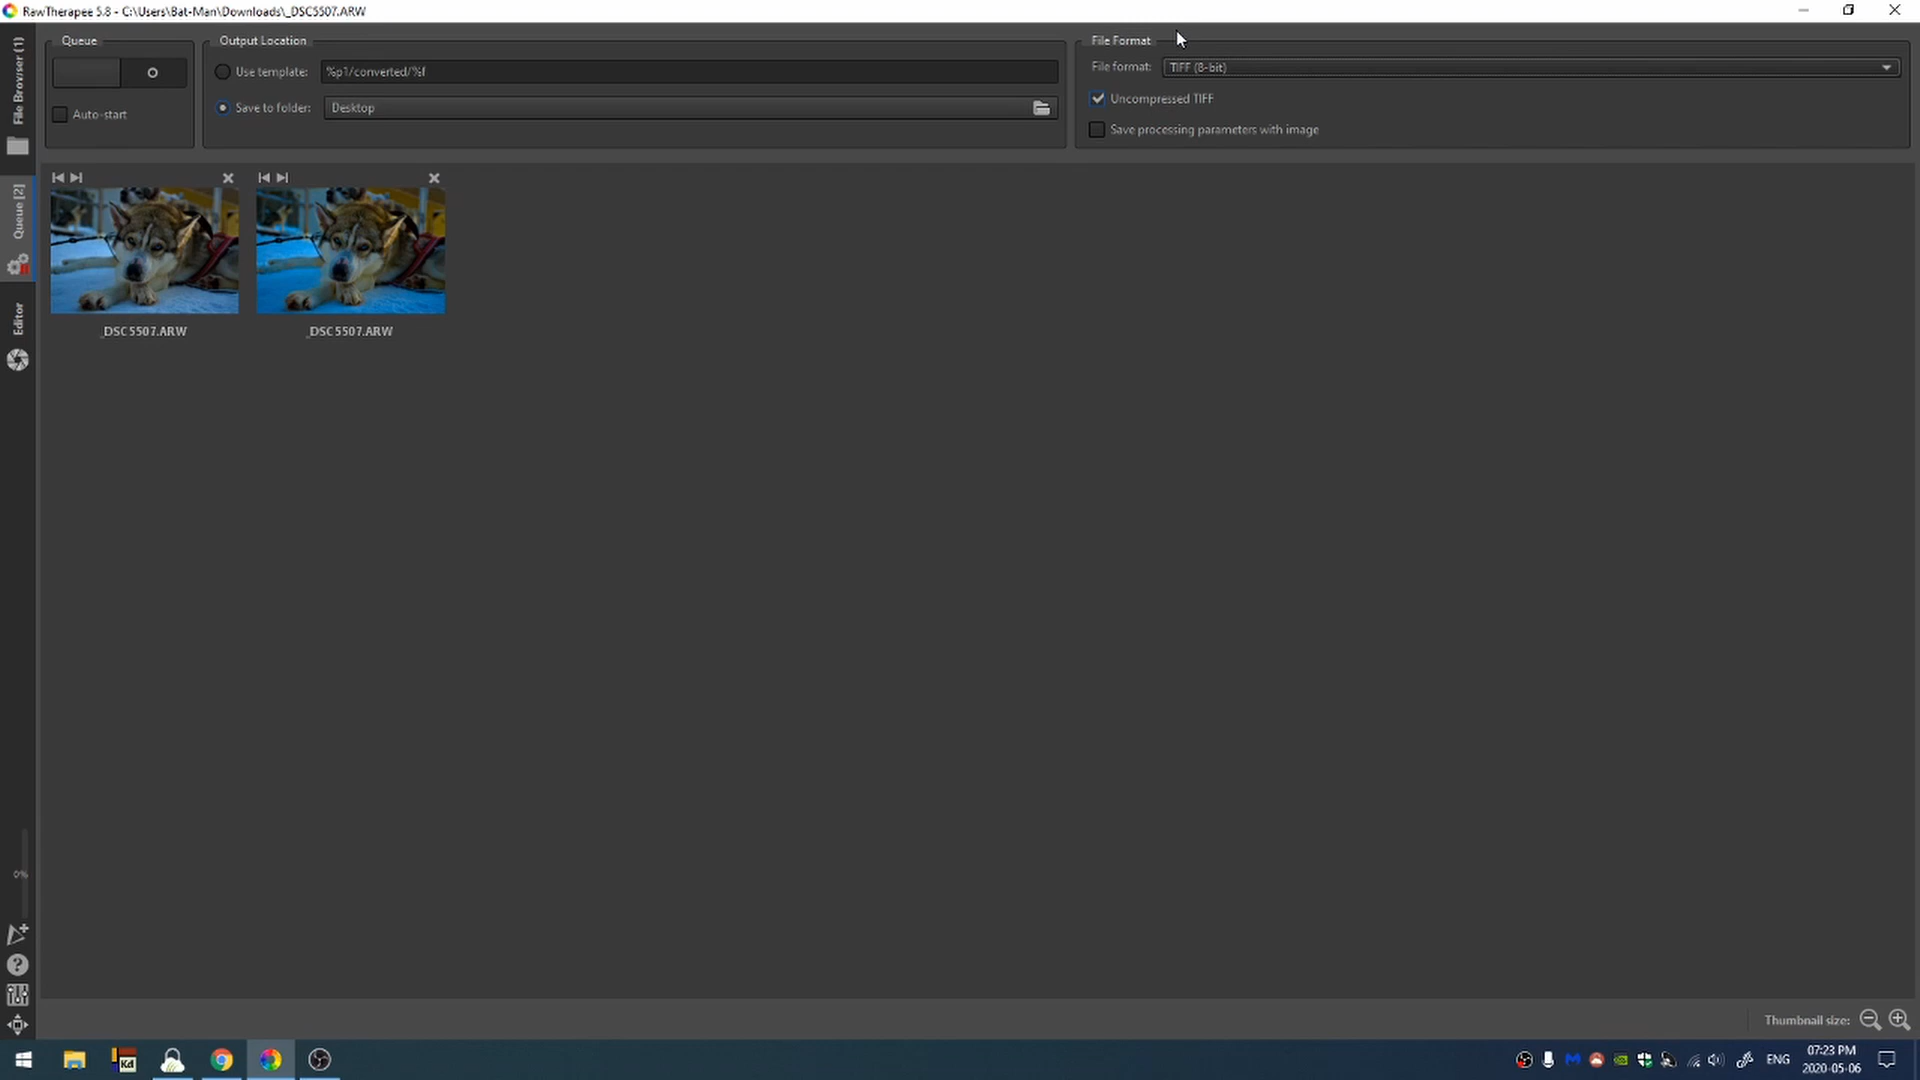 RawTherapee 5.8 - C:\Users\Bat-Man\Downloads\_DSC5507.ARW
File Browser (1)
Queue [2]
Editor
Queue
Auto-start
Output Location
Use template:
%p1/converted/%f
Save to folder:
Desktop
File Format
File format:
TIFF (8-bit)
Uncompressed TIFF
Save processing parameters with image
_DSC5507.ARW
_DSC5507.ARW
0%
Thumbnail size:
Kd
ENG
07:23 PM
2020-05-06